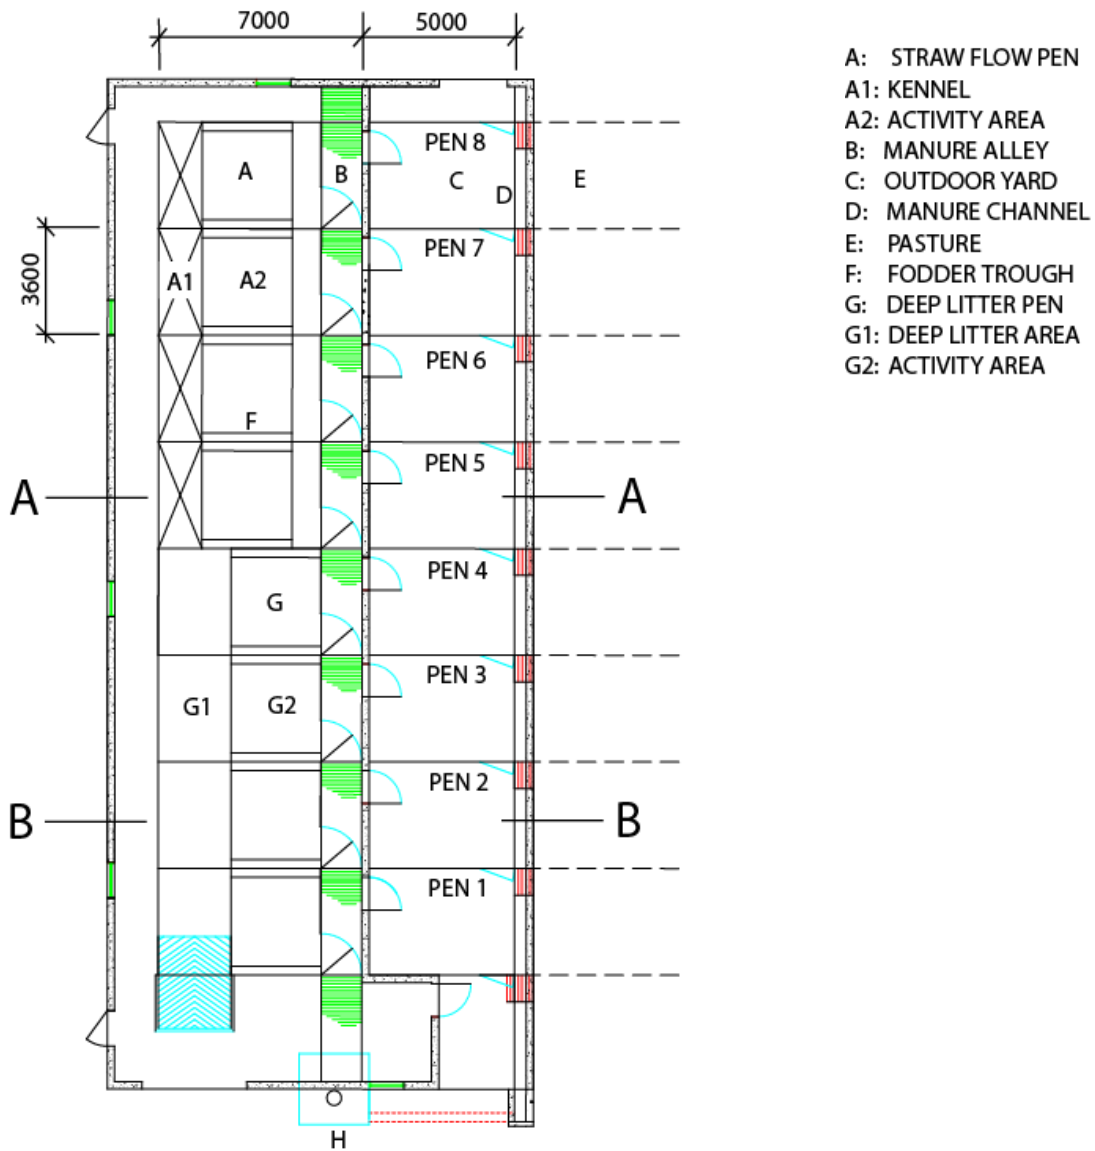 7000
5000
A: STRAW FLOW PEN
A1: KENNEL
A2: ACTIVITY AREA
B: MANURE ALLEY
C: OUTDOOR YARD
D: MANURE CHANNEL
E: PASTURE
F: FODDER TROUGH
G: DEEP LITTER PEN
G1: DEEP LITTER AREA
G2: ACTIVITY AREA
PEN 8
A
B
C
D
E
PEN 7
3600
A1
A2
PEN 6
F
PEN 5
A
A
PEN 4
G
PEN 3
G1
G2
PEN 2
B
B
PEN 1
H